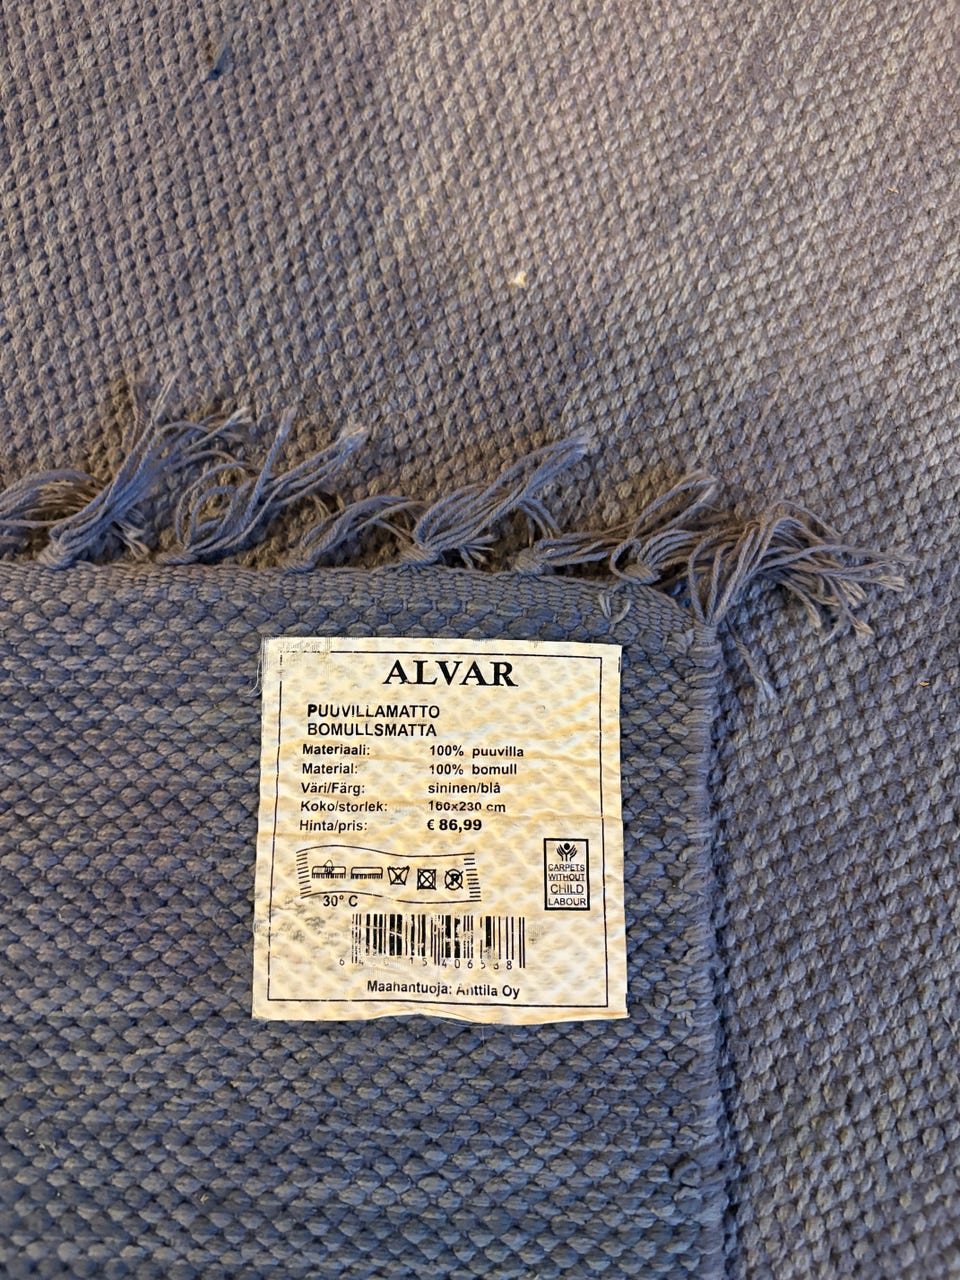 ALVAR
PUUVILLAMATTO
BOMULLSMATTA
Materiaali: 100% puuvilla
Material: 100% bomull
Väri/Färg: sininen/blå
Koko/storlek: 160x230 cm
Hinta/pris: € 86,99
CARPETS
WITHOUT
CHILD
LABOUR
30° C
Maahantuoja: Anttila Oy